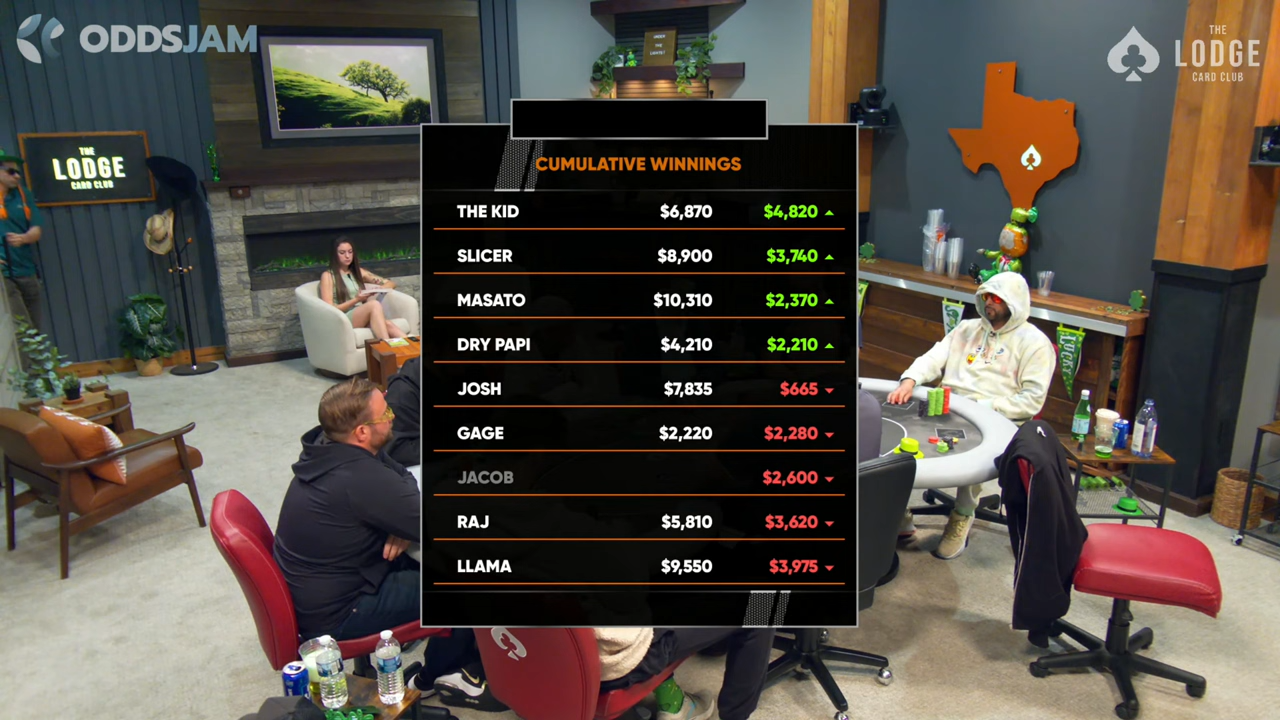 ODDSJAM
THE
LODGE
CARD CLUB
THE
LODGE
CARD CLUB
CUMULATIVE WINNINGS
THE KID $6,870 $4,820
SLICER $8,900 $3,740
MASATO $10,310 $2,370
DRY PAPI $4,210 $2,210
JOSH $7,835 $665
GAGE $2,220 $2,280
JACOB $2,600
RAJ $5,810 $3,620
LLAMA $9,550 $3,975
LUCKY